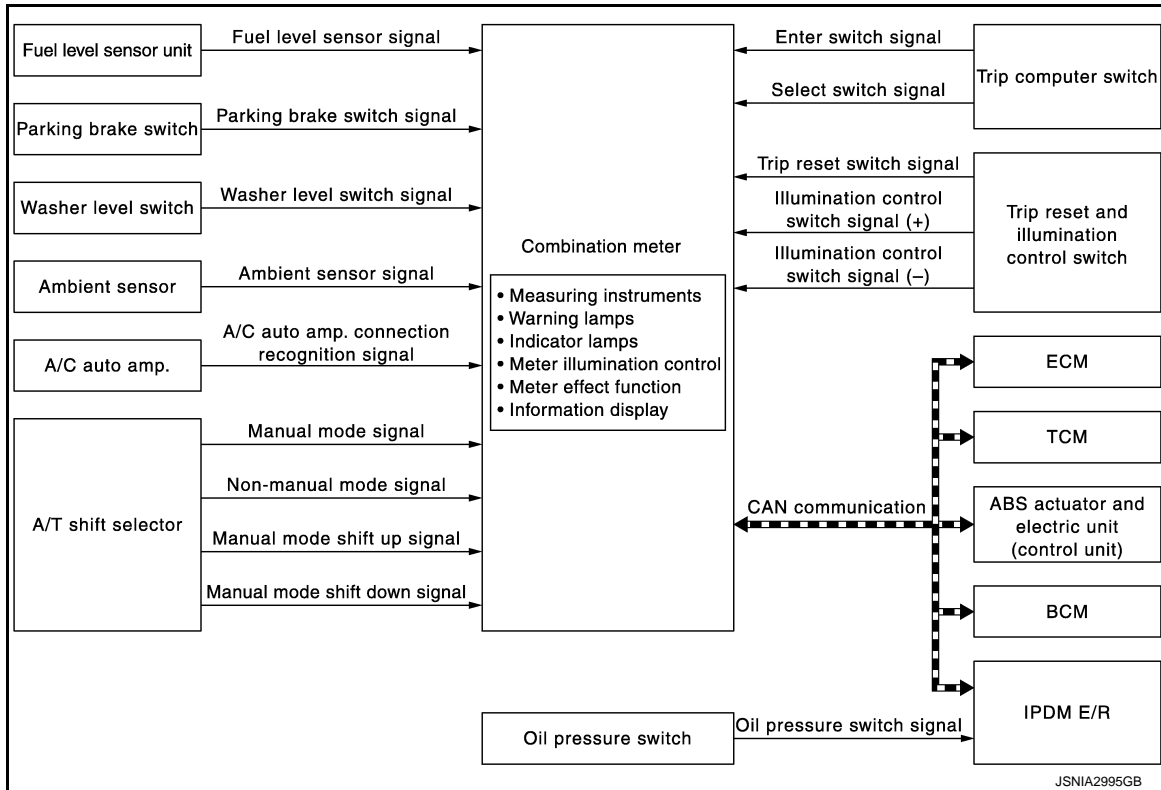 Fuel level sensor unit
Fuel level sensor signal
Parking brake switch
Parking brake switch signal
Washer level switch
Washer level switch signal
Ambient sensor
Ambient sensor signal
A/C auto amp.
A/C auto amp. connection
recognition signal
A/T shift selector
Manual mode signal
Non-manual mode signal
Manual mode shift up signal
Manual mode shift down signal
Combination meter
• Measuring instruments
• Warning lamps
• Indicator lamps
• Meter illumination control
• Meter effect function
• Information display
Enter switch signal
Select switch signal
Trip computer switch
Trip reset switch signal
Illumination control
switch signal (+)
Illumination control
switch signal (–)
Trip reset and
illumination
control switch
CAN communication
ECM
TCM
ABS actuator and
electric unit
(control unit)
BCM
IPDM E/R
Oil pressure switch
Oil pressure switch signal
JSNIA2995GB